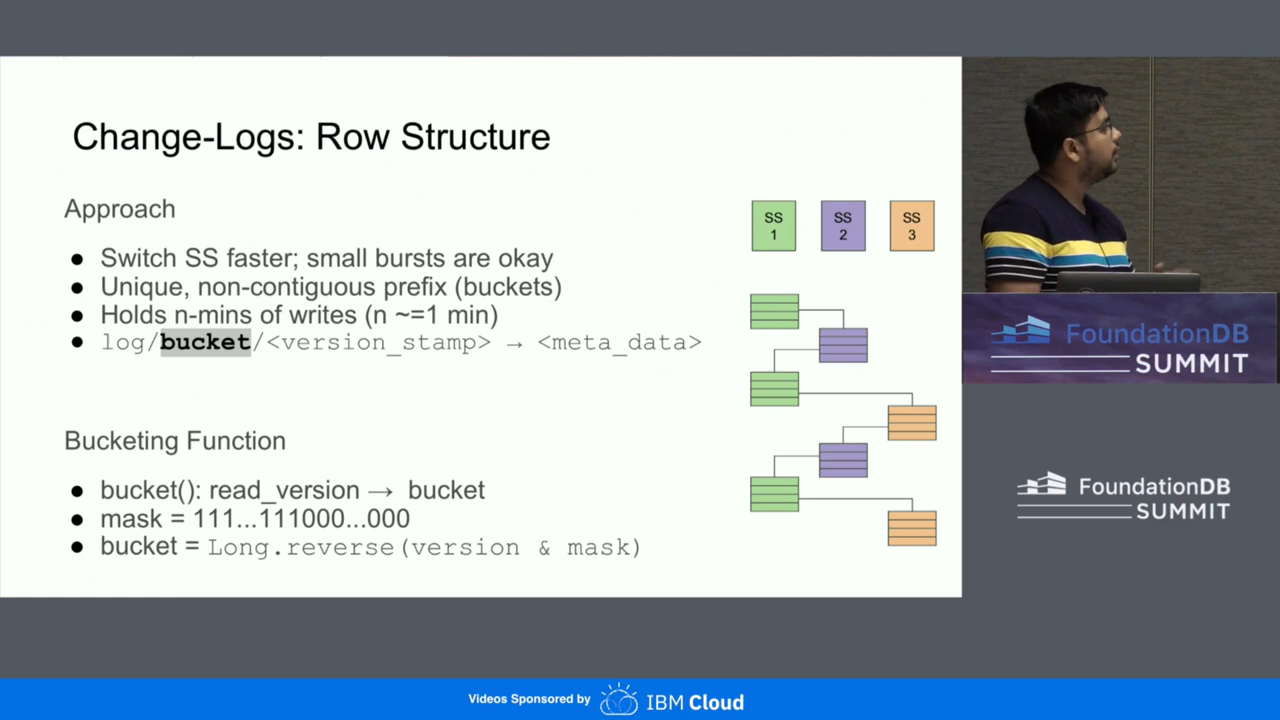 Change-Logs: Row Structure
Approach
● Switch SS faster; small bursts are okay
● Unique, non-contiguous prefix (buckets)
● Holds n-mins of writes (n ~=1 min)
● log/bucket/<version_stamp> → <meta_data>
Bucketing Function
● bucket(): read_version → bucket
● mask = 111...111000...000
● bucket = Long.reverse(version & mask)
SS
1
SS
2
SS
3
FoundationDB
SUMMIT
FoundationDB
SUMMIT
Videos Sponsored by IBM Cloud